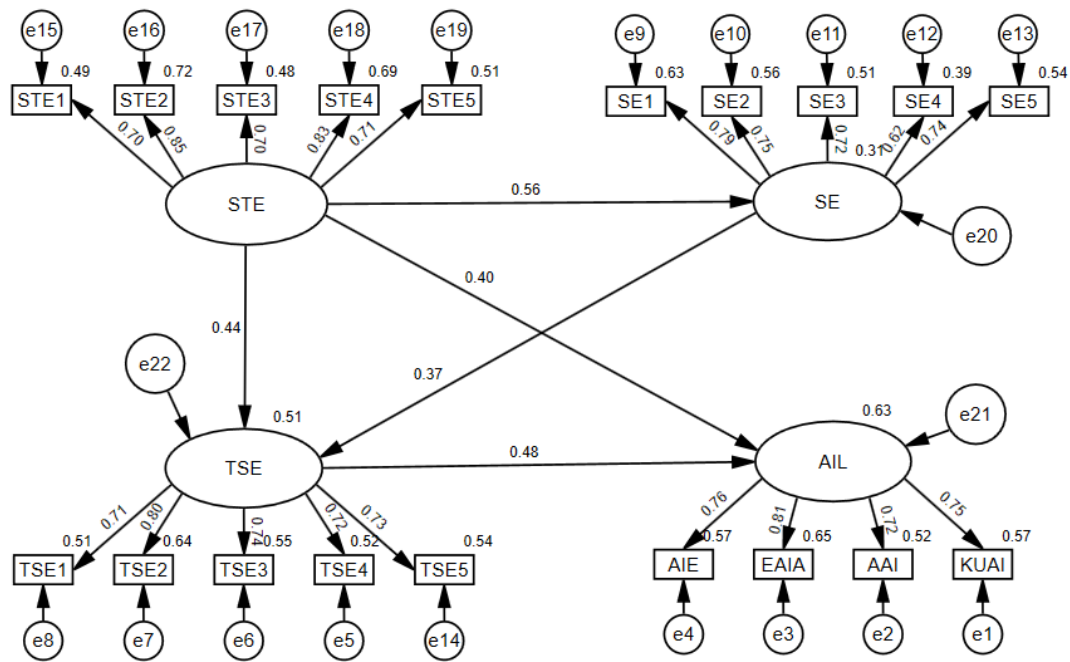 e15 e16 e17 e18 e19 e9 e10 e11 e12 e13
0.49 0.72 0.48 0.69 0.51 0.63 0.56 0.51 0.39 0.54
STE1 STE2 STE3 STE4 STE5 SE1 SE2 SE3 SE4 SE5
0.70 0.85 0.70 0.83 0.71 0.79 0.75 0.72 0.62 0.74
0.31
STE 0.56 SE
e20
0.40
0.44
e22 0.37
0.51 0.63 e21
TSE 0.48 AIL
0.71 0.80 0.74 0.72 0.73 0.76 0.81 0.72 0.75
0.51 0.64 0.55 0.52 0.54 0.57 0.65 0.52 0.57
TSE1 TSE2 TSE3 TSE4 TSE5 AIE EAIA AAI KUAI
e8 e7 e6 e5 e14 e4 e3 e2 e1